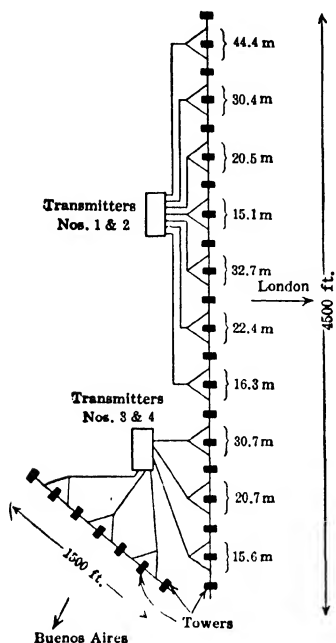 44.4 m
30.4 m
20.5 m
Transmitters
Nos. 1 & 2
15.1 m
32.7 m
London
4500 ft.
22.4 m
16.3 m
Transmitters
Nos. 3 & 4
30.7 m
20.7 m
15.6 m
1500 ft.
Towers
Buenos Aires